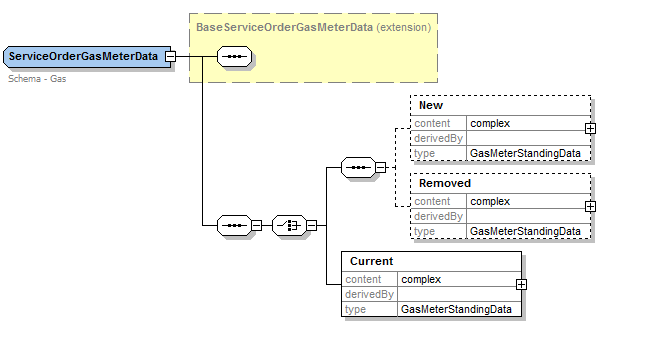 BaseServiceOrderGasMeterData (extension)
ServiceOrderGasMeterData
Schema - Gas
New
content complex
derivedBy
type GasMeterStandingData
Removed
content complex
derivedBy
type GasMeterStandingData
Current
content complex
derivedBy
type GasMeterStandingData